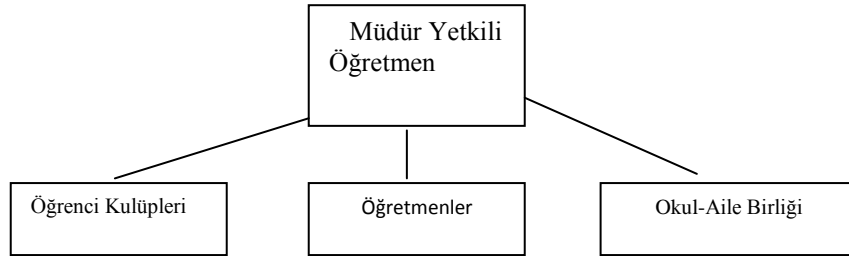 Müdür Yetkili
Öğretmen
Öğrenci Kulüpleri
Öğretmenler
Okul-Aile Birliği